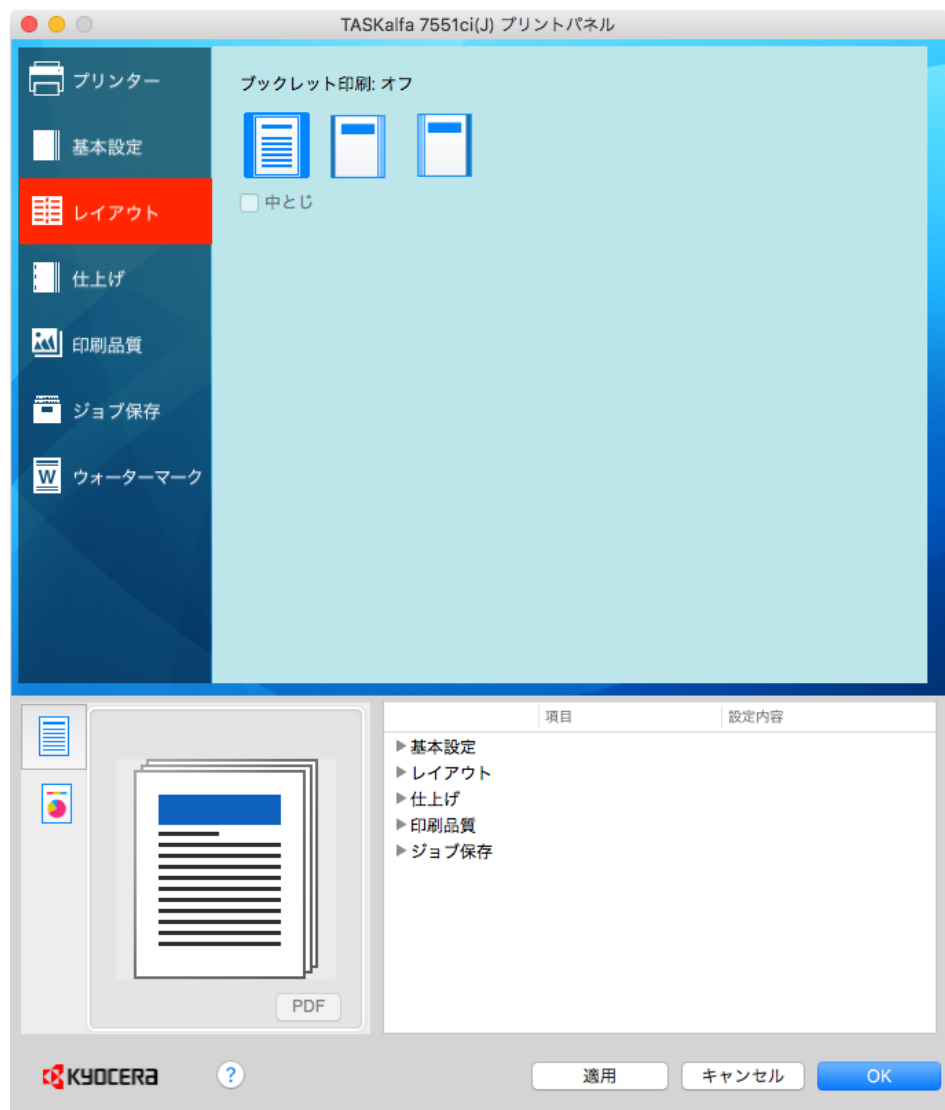 TASKalfa 7551ci(J) プリントパネル
プリンター
基本設定
レイアウト
仕上げ
印刷品質
ジョブ保存
W ウォーターマーク
ブックレット印刷: オフ
中とじ
項目 設定内容
基本設定
レイアウト
仕上げ
印刷品質
ジョブ保存
PDF
KYOCERA ? 適用 キャンセル OK